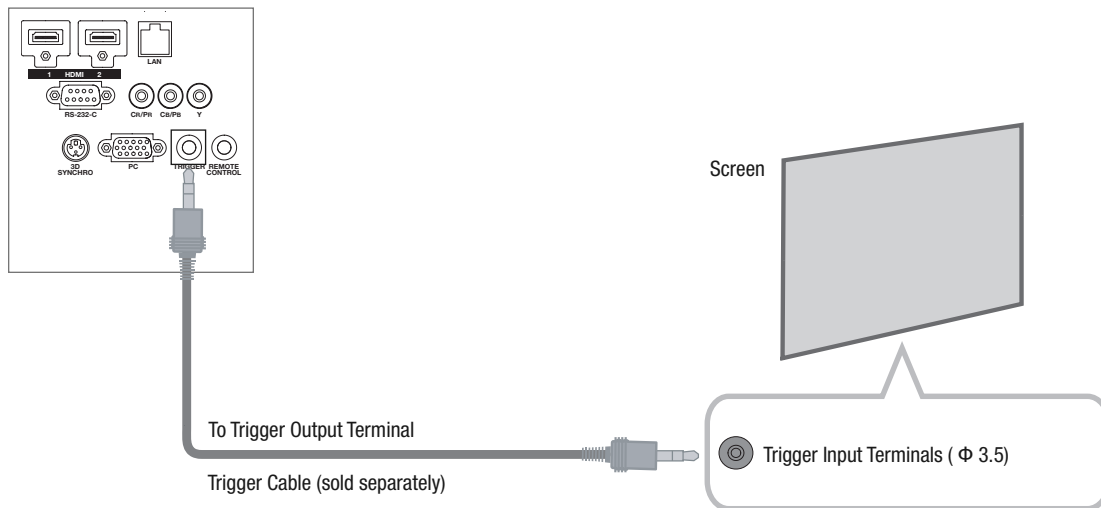 LAN
1 HDMI 2
RS-232-C CR/PR CB/PB Y
3D SYNCHRO PC TRIGGER REMOTE CONTROL
Screen
To Trigger Output Terminal
Trigger Cable (sold separately)
Trigger Input Terminals ( Φ 3.5)